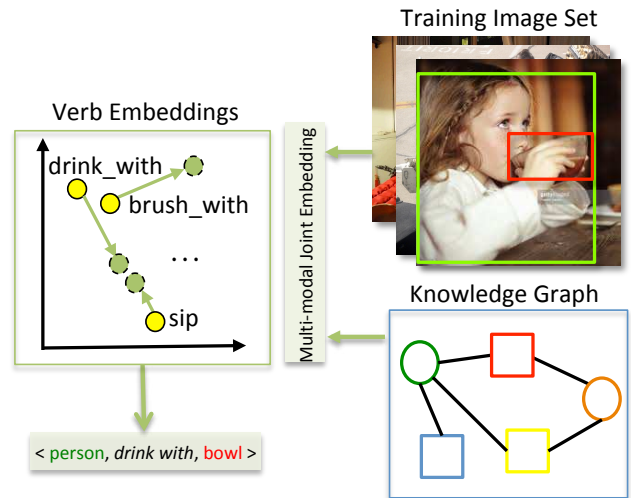 Training Image Set
Verb Embeddings
drink_with
brush_with
...
sip
Multi-modal Joint Embedding
Knowledge Graph
< person, drink with, bowl >